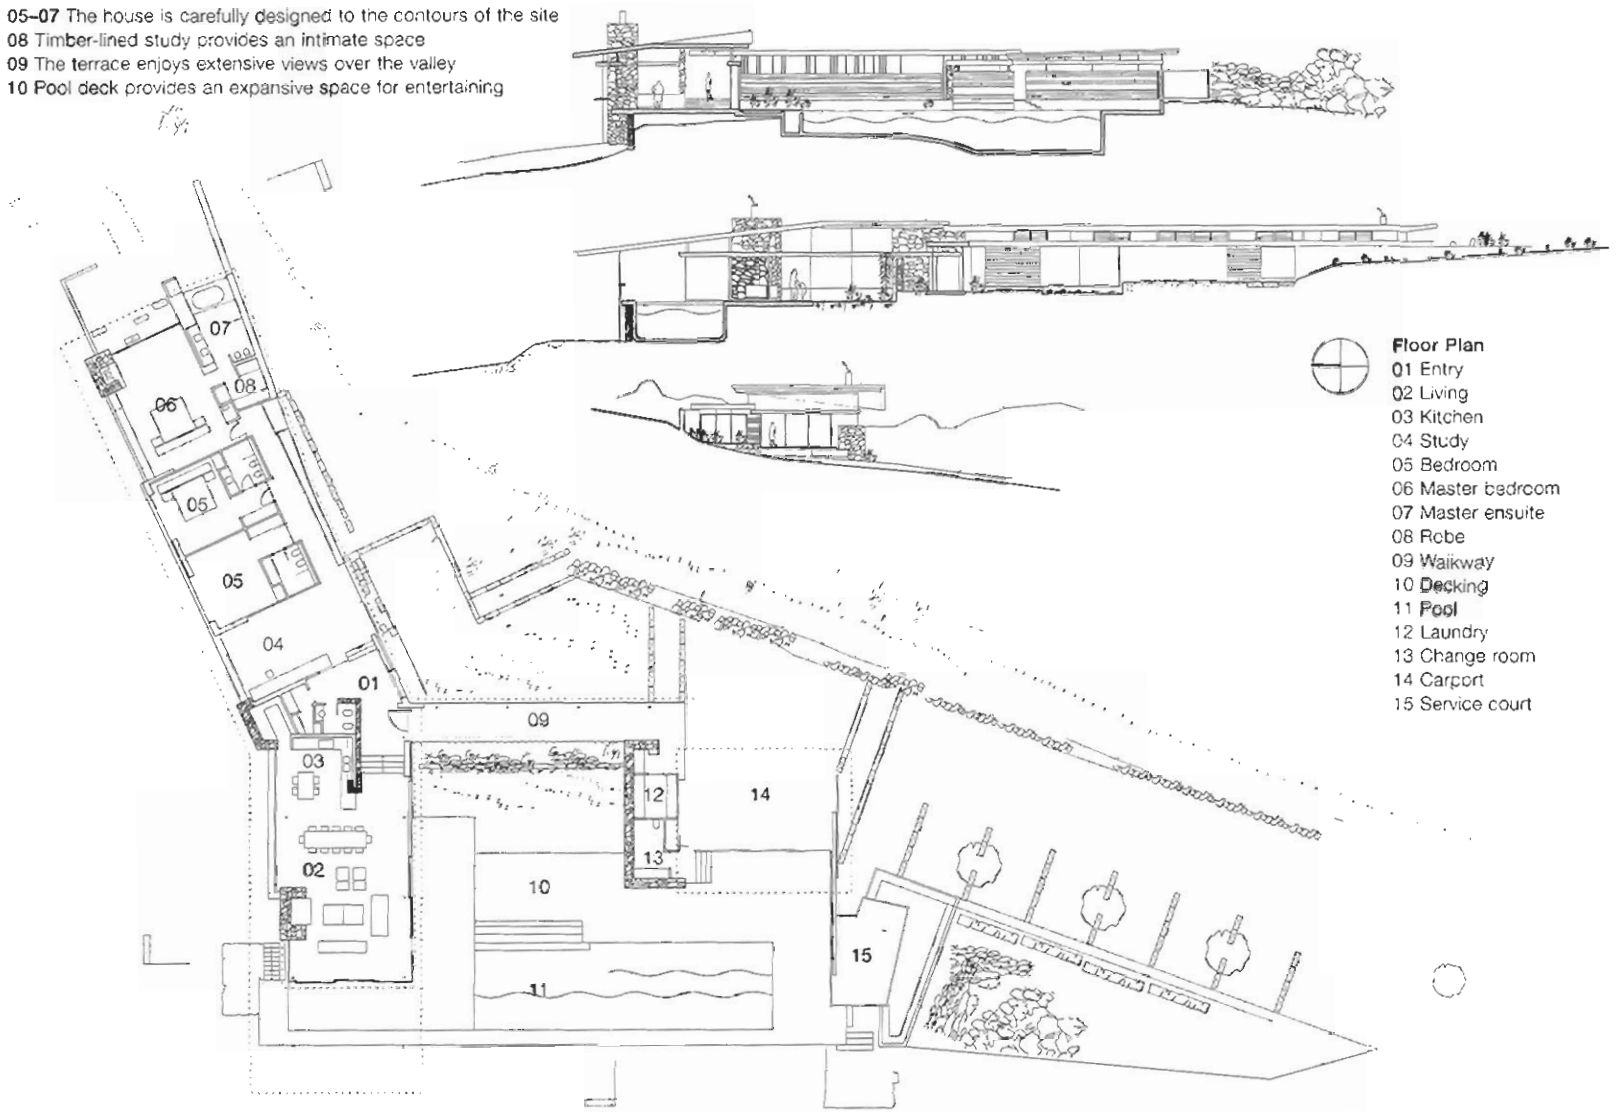 05–07 The house is carefully designed to the contours of the site
08 Timber-lined study provides an intimate space
09 The terrace enjoys extensive views over the valley
10 Pool deck provides an expansive space for entertaining
Floor Plan
01 Entry
02 Living
03 Kitchen
04 Study
05 Bedroom
06 Master bedroom
07 Master ensuite
08 Robe
09 Walkway
10 Decking
11 Pool
12 Laundry
13 Change room
14 Carport
15 Service court
07
08
06
05
05
04
01
09
03
12
14
13
02
10
15
11